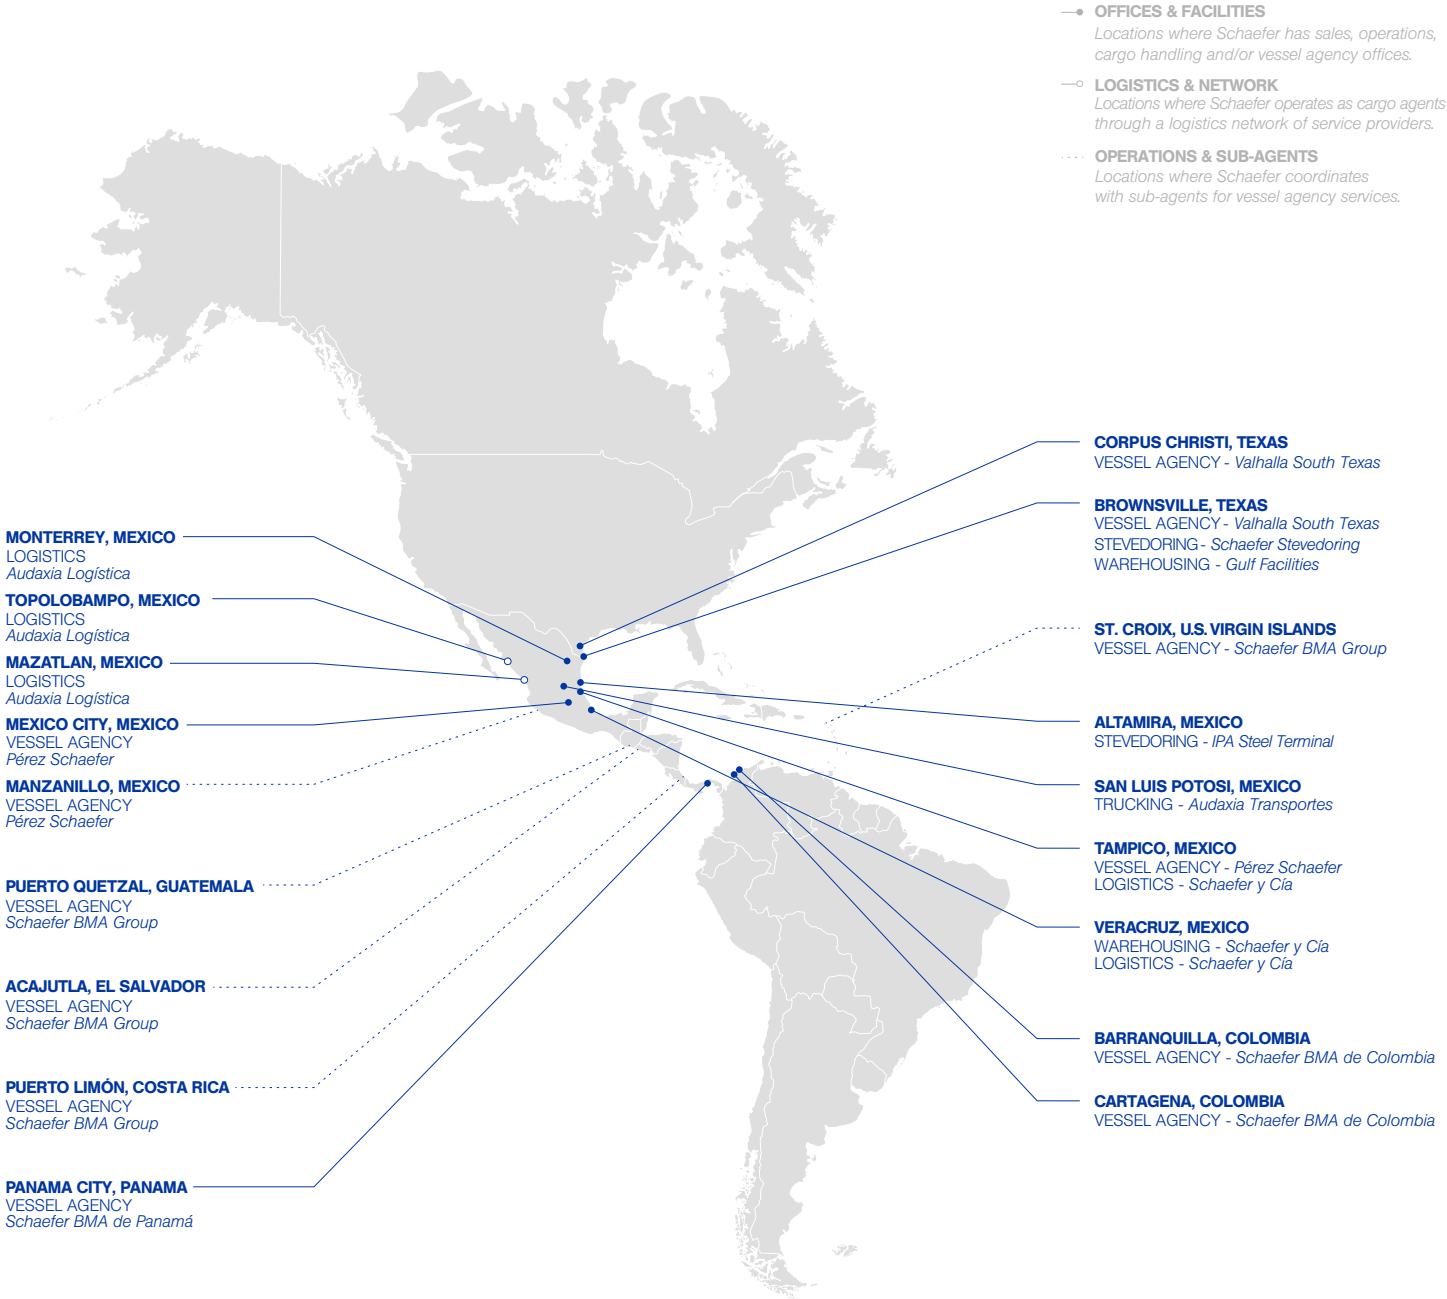 OFFICES & FACILITIES
Locations where Schaefer has sales, operations,
cargo handling and/or vessel agency offices.
LOGISTICS & NETWORK
Locations where Schaefer operates as cargo agents
through a logistics network of service providers.
OPERATIONS & SUB-AGENTS
Locations where Schaefer coordinates
with sub-agents for vessel agency services.
MONTERREY, MEXICO
LOGISTICS
Audaxia Logística
TOPOLOBAMPO, MEXICO
LOGISTICS
Audaxia Logística
MAZATLAN, MEXICO
LOGISTICS
Audaxia Logística
MEXICO CITY, MEXICO
VESSEL AGENCY
Pérez Schaefer
MANZANILLO, MEXICO
VESSEL AGENCY
Pérez Schaefer
PUERTO QUETZAL, GUATEMALA
VESSEL AGENCY
Schaefer BMA Group
ACAJUTLA, EL SALVADOR
VESSEL AGENCY
Schaefer BMA Group
PUERTO LIMÓN, COSTA RICA
VESSEL AGENCY
Schaefer BMA Group
PANAMA CITY, PANAMA
VESSEL AGENCY
Schaefer BMA de Panamá
CORPUS CHRISTI, TEXAS
VESSEL AGENCY - Valhalla South Texas
BROWNSVILLE, TEXAS
VESSEL AGENCY - Valhalla South Texas
STEVEDORING - Schaefer Stevedoring
WAREHOUSING - Gulf Facilities
ST. CROIX, U.S. VIRGIN ISLANDS
VESSEL AGENCY - Schaefer BMA Group
ALTAMIRA, MEXICO
STEVEDORING - IPA Steel Terminal
SAN LUIS POTOSI, MEXICO
TRUCKING - Audaxia Transportes
TAMPICO, MEXICO
VESSEL AGENCY - Pérez Schaefer
LOGISTICS - Schaefer y Cía
VERACRUZ, MEXICO
WAREHOUSING - Schaefer y Cía
LOGISTICS - Schaefer y Cía
BARRANQUILLA, COLOMBIA
VESSEL AGENCY - Schaefer BMA de Colombia
CARTAGENA, COLOMBIA
VESSEL AGENCY - Schaefer BMA de Colombia